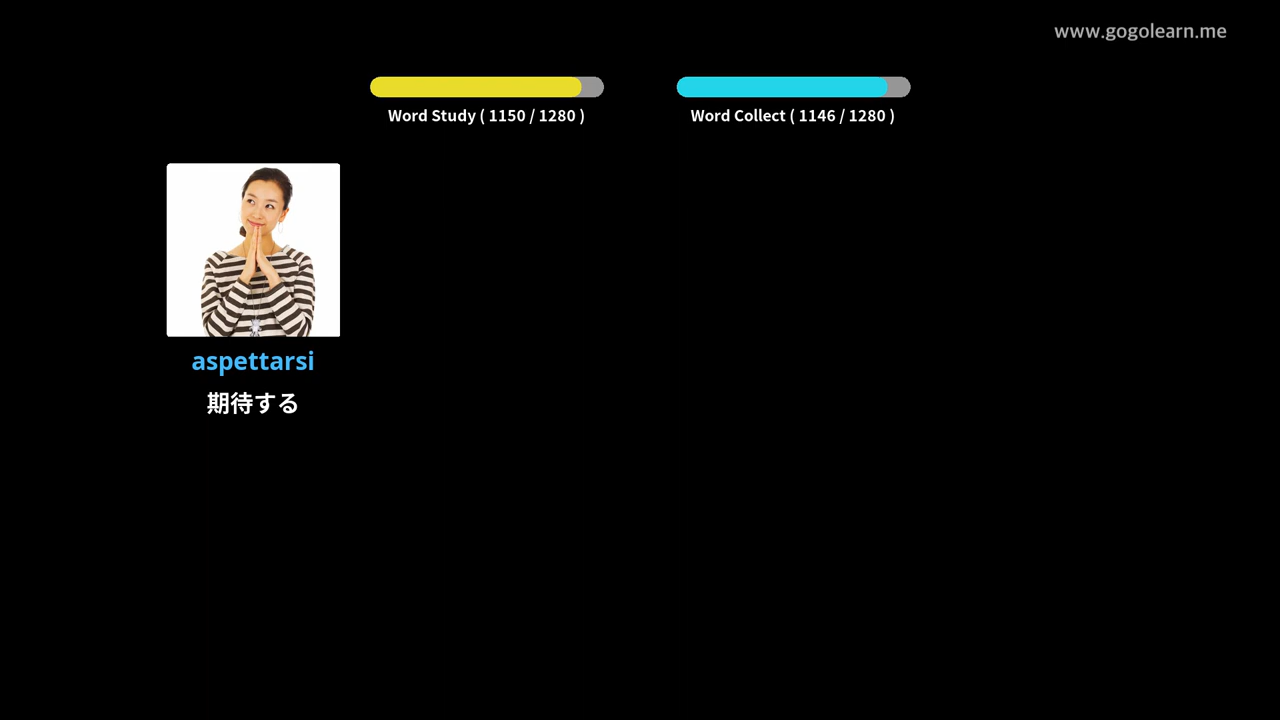 www.gogolearn.me
Word Study ( 1150 / 1280 )
Word Collect ( 1146 / 1280 )
aspettarsi
期待する